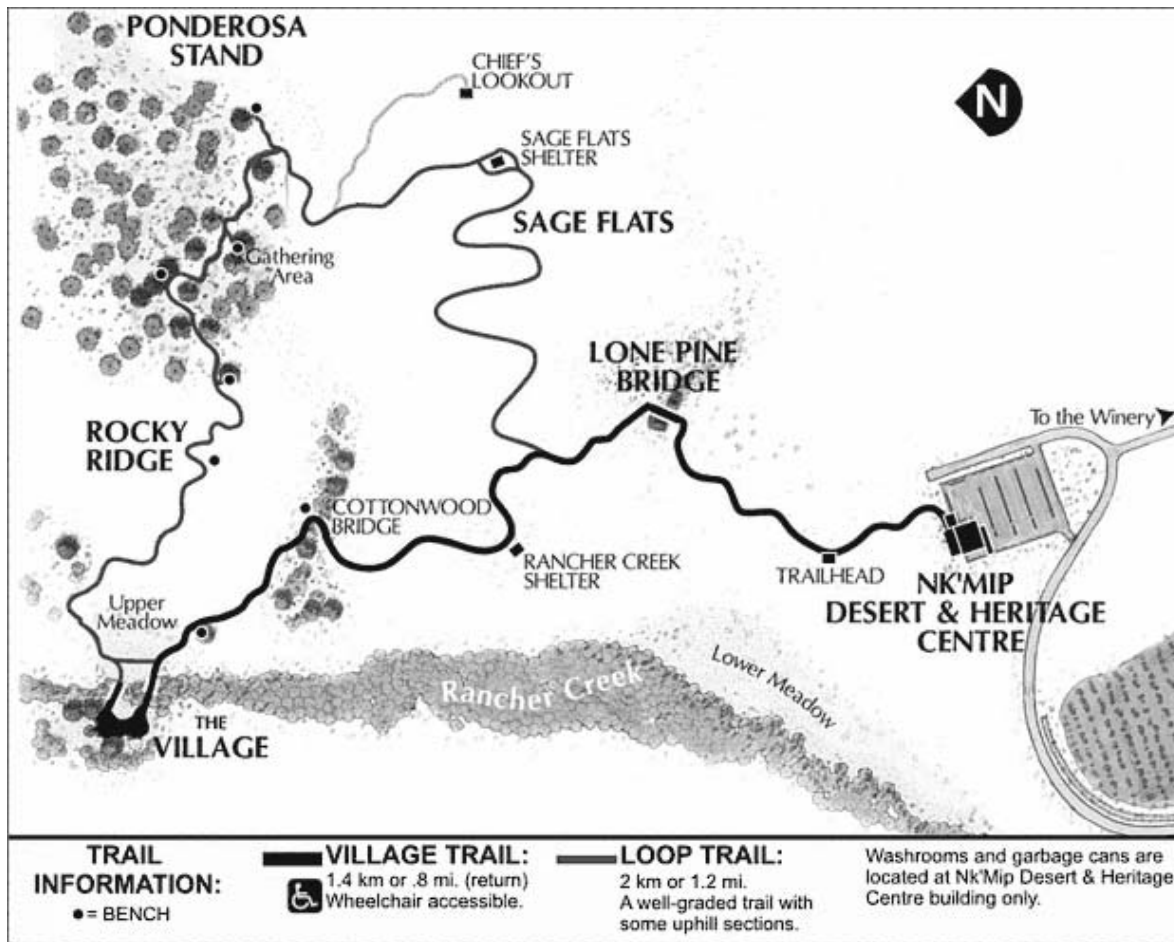 PONDEROSA
STAND
CHIEF'S
LOOKOUT
N
SAGE FLATS
SHELTER
SAGE FLATS
Gathering
Area
LONE PINE
BRIDGE
To the Winery
ROCKY
RIDGE
COTTONWOOD
BRIDGE
RANCHER CREEK
SHELTER
TRAILHEAD
NK'MIP
DESERT & HERITAGE
CENTRE
Upper
Meadow
Rancher Creek
Lower Meadow
THE
VILLAGE
TRAIL
INFORMATION:
= BENCH
VILLAGE TRAIL:
1.4 km or .8 mi. (return)
Wheelchair accessible.
LOOP TRAIL:
2 km or 1.2 mi.
A well-graded trail with
some uphill sections.
Washrooms and garbage cans are
located at Nk'Mip Desert & Heritage
Centre building only.